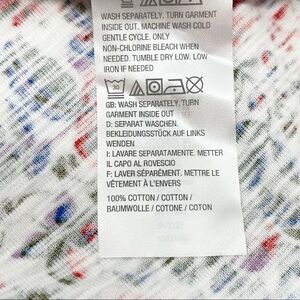 WASH SEPARATELY. TURN GARMENT
INSIDE OUT. MACHINE WASH COLD
GENTLE CYCLE. ONLY
NON-CHLORINE BLEACH WHEN
NEEDED. TUMBLE DRY LOW. LOW
IRON IF NEEDED
30
GB: WASH SEPARATELY. TURN
GARMENT INSIDE OUT
D: SEPARAT WASCHEN.
BEKLEIDUNGSSTÜCK AUF LINKS
WENDEN
I: LAVARE SEPARATAMENTE. METTER
IL CAPO AL ROVESCIO
F: LAVER SÉPARÉMENT. METTRE LE
VÊTEMENT À L'ENVERS
100% COTTON / COTTON /
BAUMWOLLE / COTONE / COTON